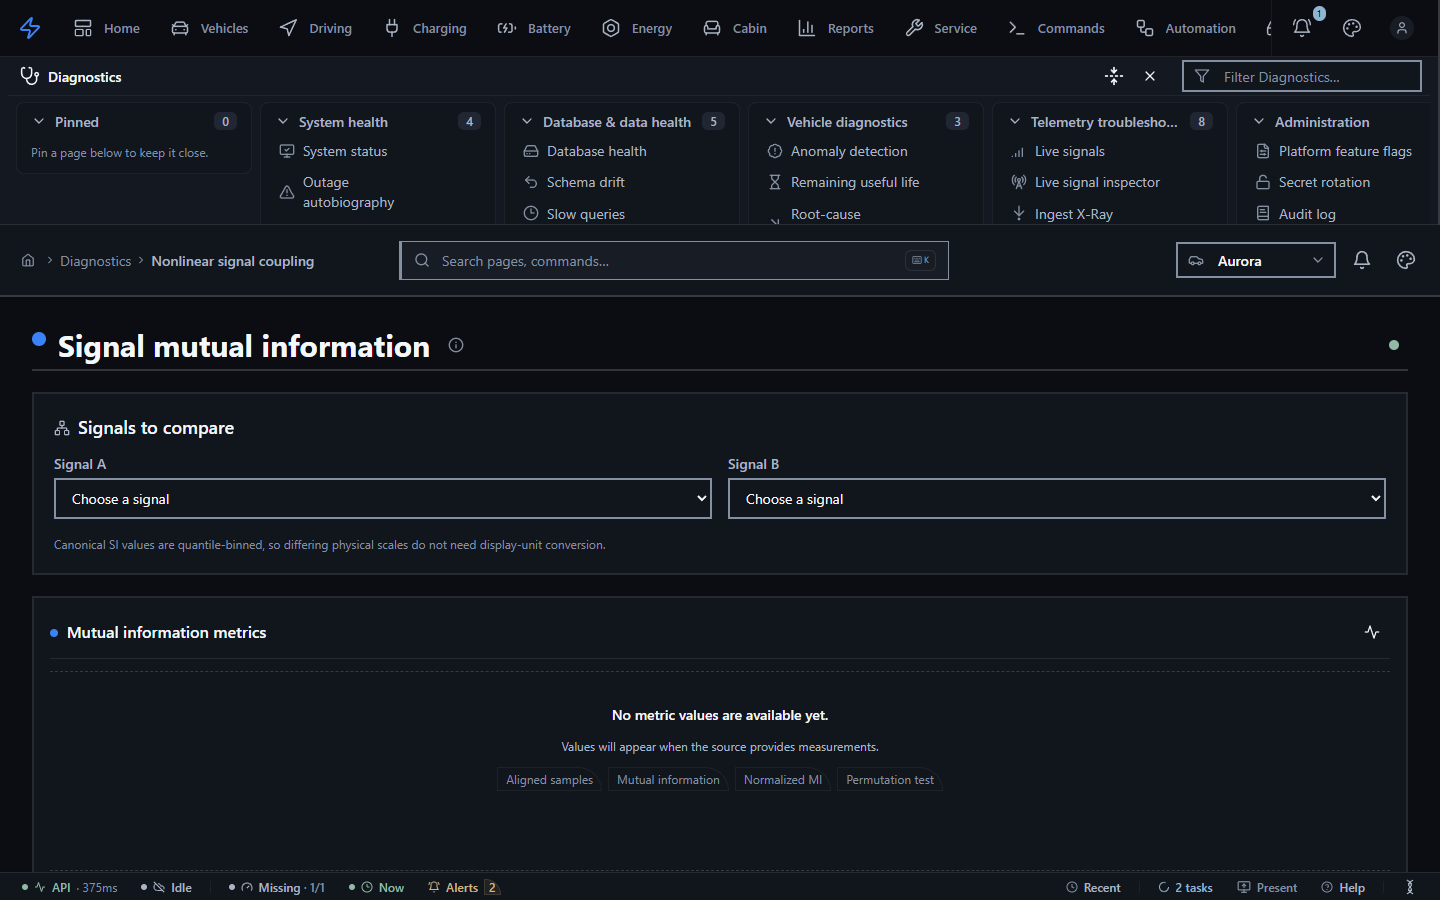 Home Vehicles Driving Charging Battery Energy Cabin Reports Service Commands Automation 1
Diagnostics
Filter Diagnostics...
Pinned 0
Pin a page below to keep it close.
System health 4
System status
Outage
autobiography
Database & data health 5
Database health
Schema drift
Slow queries
Vehicle diagnostics 3
Anomaly detection
Remaining useful life
Root-cause
Telemetry troublesho... 8
Live signals
Live signal inspector
Ingest X-Ray
Administration
Platform feature flags
Secret rotation
Audit log
Diagnostics Nonlinear signal coupling
Search pages, commands... K
Aurora
Signal mutual information
Signals to compare
Signal A
Choose a signal
Signal B
Choose a signal
Canonical SI values are quantile-binned, so differing physical scales do not need display-unit conversion.
Mutual information metrics
No metric values are available yet.
Values will appear when the source provides measurements.
Aligned samples Mutual information Normalized MI Permutation test
API · 375ms Idle Missing · 1/1 Now Alerts 2 Recent 2 tasks Present Help